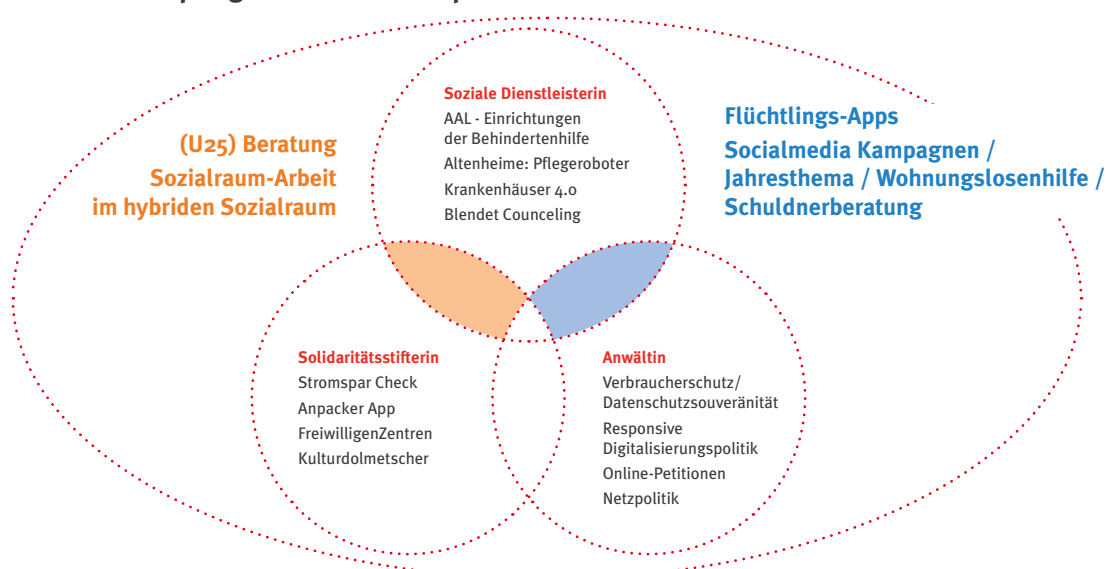 Soziale Dienstleisterin
AAL - Einrichtungen
der Behindertenhilfe
Altenheime: Pflegeroboter
Krankenhäuser 4.0
Blendet Counceling
(U25) Beratung
Sozialraum-Arbeit
im hybriden Sozialraum
Flüchtlings-Apps
Socialmedia Kampagnen /
Jahresthema / Wohnungslosenhilfe /
Schuldnerberatung
Solidaritätsstifterin
Stromspar Check
Anpacker App
FreiwilligenZentren
Kulturdolmetscher
Anwältin
Verbraucherschutz/
Datenschutzsouveränität
Responsive
Digitalisierungspolitik
Online-Petitionen
Netzpolitik